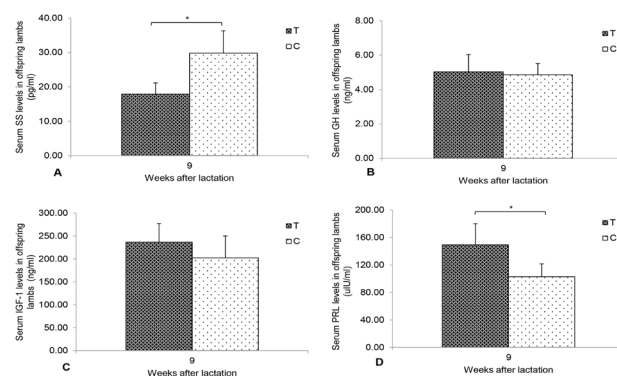 40.00
30.00
20.00
10.00
0.00
Serum SS levels in offspring lambs
(pg/ml)
*
T
C
9
Weeks after lactation
A
8.00
6.00
4.00
2.00
0.00
Serum GH levels in offspring lambs
(ng/ml)
T
C
9
Weeks after lactation
B
300.00
250.00
200.00
150.00
100.00
50.00
0.00
Serum IGF-1 levels in offspring
lambs (ng/ml)
T
C
9
Weeks after lactation
C
200.00
160.00
120.00
80.00
40.00
0.00
Serum PRL levels in offspring lambs
(uIU/ml)
*
T
C
9
Weeks after lactation
D